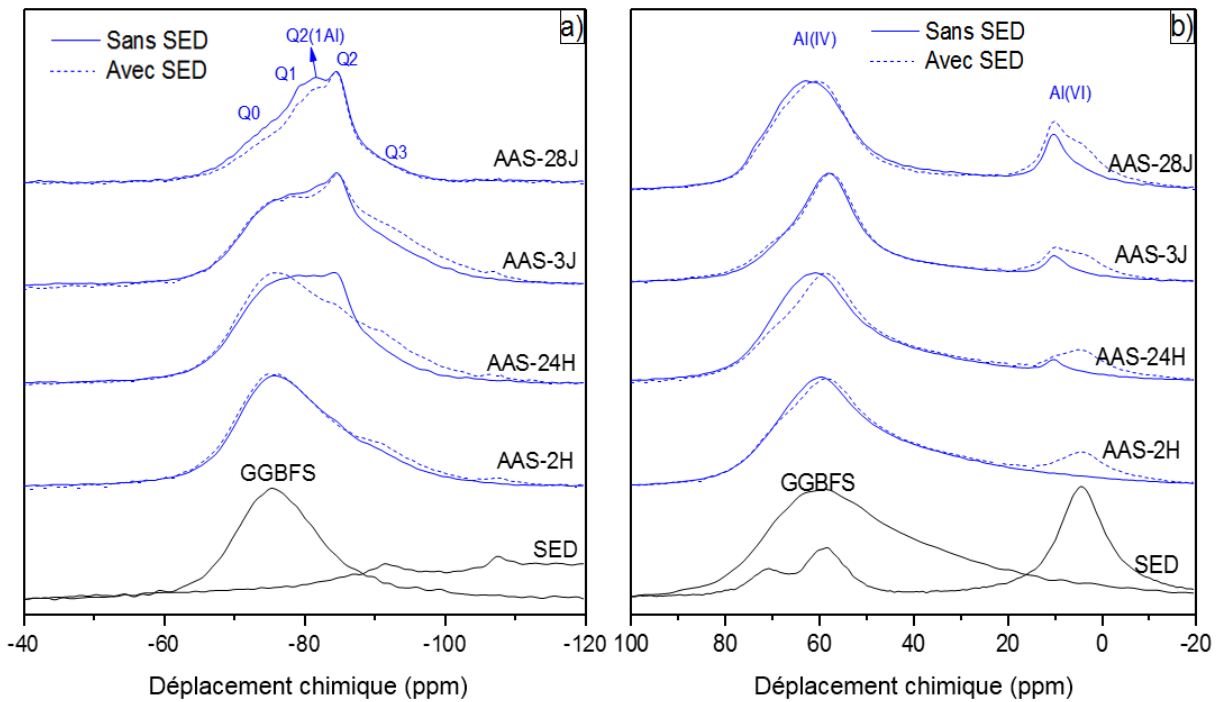 a)
Sans SED
Avec SED
Q2(1Al)
Q1
Q2
Q0
Q3
AAS-28J
AAS-3J
AAS-24H
AAS-2H
GGBFS
SED
-40
-60
-80
-100
-120
Déplacement chimique (ppm)
b)
Sans SED
Avec SED
Al(IV)
Al(VI)
AAS-28J
AAS-3J
AAS-24H
AAS-2H
GGBFS
SED
100
80
60
40
20
0
-20
Déplacement chimique (ppm)